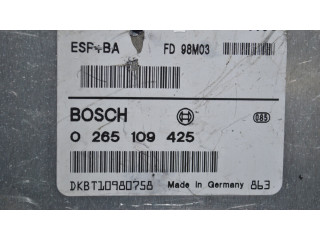 ESP+BA FD 98M03
BOSCH
0 265 109 425
DKBT10980758 Made in Germany 863